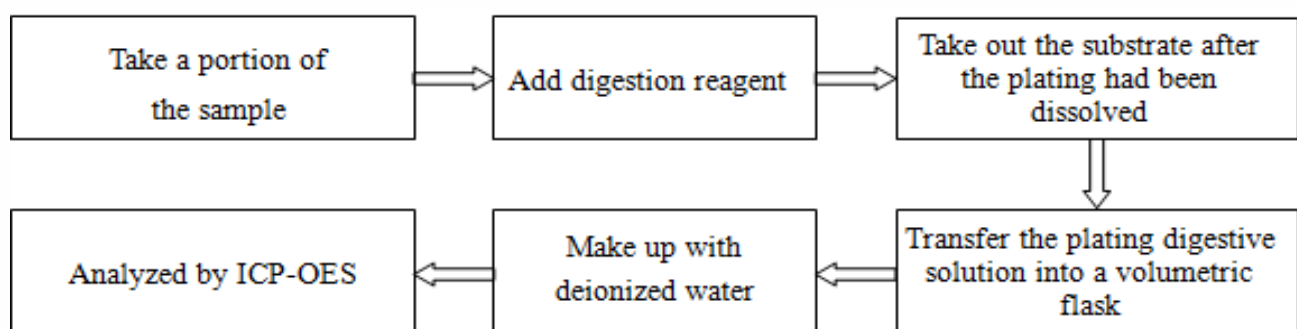 Take a portion of
the sample
Add digestion reagent
Take out the substrate after
the plating had been
dissolved
Transfer the plating digestive
solution into a volumetric
flask
Make up with
deionized water
Analyzed by ICP-OES